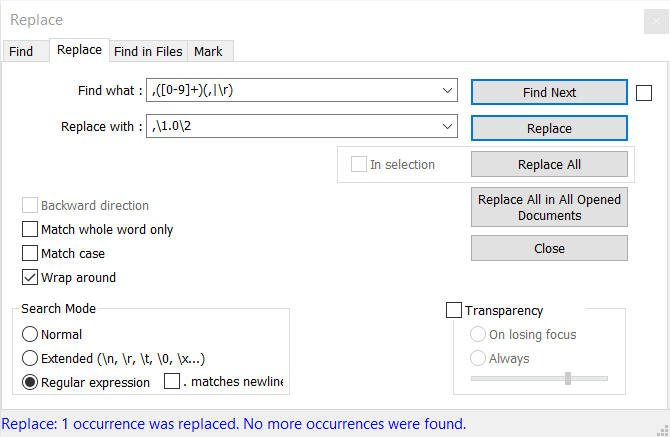 Replace
Find Replace Find in Files Mark
Find what : ,([0-9]+)(,|\r) Find Next
Replace with : ,\1.0\2 Replace
In selection Replace All
Backward direction Replace All in All Opened
Documents
Match whole word only
Match case Close
Wrap around
Search Mode Transparency
Normal On losing focus
Extended (\n, \r, \t, \0, \x...) Always
Regular expression . matches newline
Replace: 1 occurrence was replaced. No more occurrences were found.